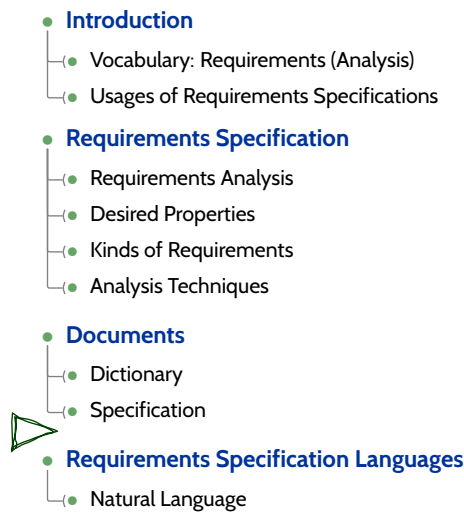 Introduction
Vocabulary: Requirements (Analysis)
Usages of Requirements Specifications
Requirements Specification
Requirements Analysis
Desired Properties
Kinds of Requirements
Analysis Techniques
Documents
Dictionary
Specification
Requirements Specification Languages
Natural Language